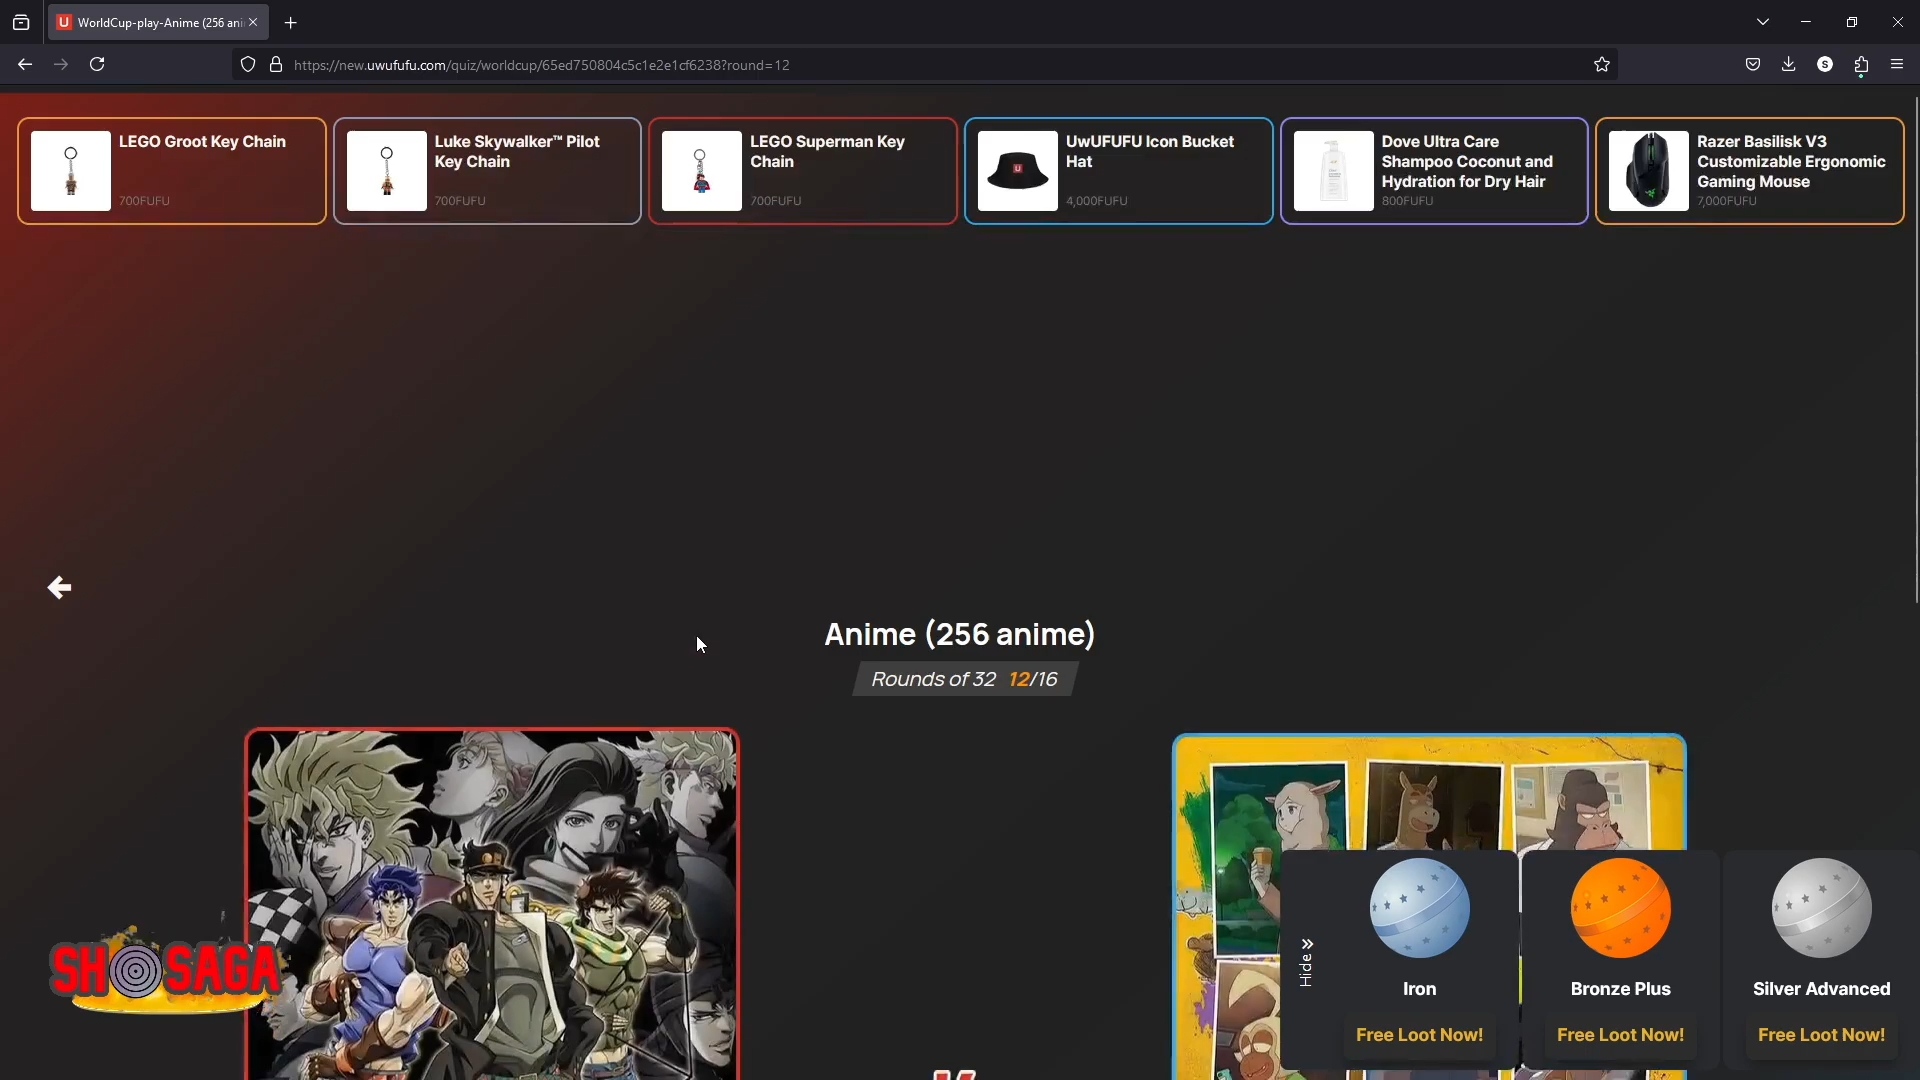 WorldCup-play-Anime (256 ani
https://new.uwufufu.com/quiz/worldcup/65ed750804c5c1e2e1cf6238?round=12
S
LEGO Groot Key Chain
700FUFU
Luke Skywalker™ Pilot
Key Chain
700FUFU
LEGO Superman Key
Chain
700FUFU
UwUFUFU Icon Bucket
Hat
4,000FUFU
Dove Ultra Care
Shampoo Coconut and
Hydration for Dry Hair
800FUFU
Razer Basilisk V3
Customizable Ergonomic
Gaming Mouse
7,000FUFU
Anime (256 anime)
Rounds of 32 12/16
SHOSAGA
Hide
Iron
Free Loot Now!
Bronze Plus
Free Loot Now!
Silver Advanced
Free Loot Now!